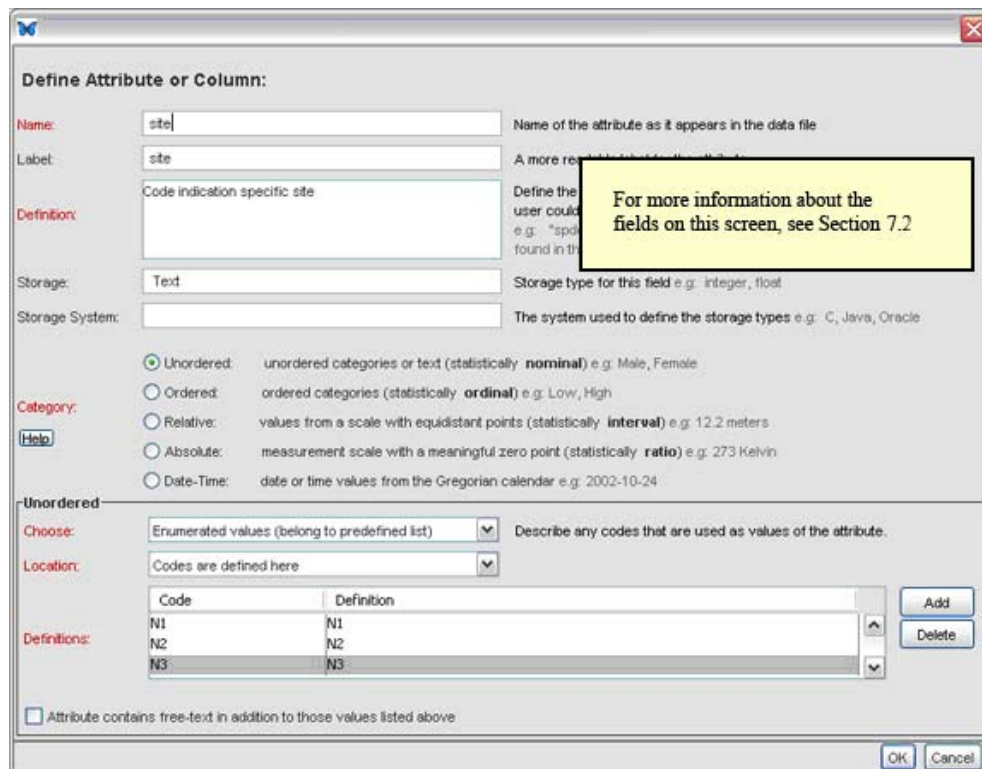 Define Attribute or Column:
Name: site Name of the attribute as it appears in the data file
Label: site A more
Definition: Code indication specific site Define the
user could
e.g: "spd
found in th
For more information about the
fields on this screen, see Section 7.2
Storage: Text Storage type for this field e.g: integer, float
Storage System: The system used to define the storage types e.g: C, Java, Oracle
Category:
Help
Unordered: unordered categories or text (statistically nominal) e.g: Male, Female
Ordered: ordered categories (statistically ordinal) e.g: Low, High
Relative: values from a scale with equidistant points (statistically interval) e.g: 12.2 meters
Absolute: measurement scale with a meaningful zero point (statistically ratio) e.g: 273 Kelvin
Date-Time: date or time values from the Gregorian calendar e.g: 2002-10-24
Unordered
Choose: Enumerated values (belong to predefined list) Describe any codes that are used as values of the attribute.
Location: Codes are defined here
Definitions:
Code Definition
N1 N1
N2 N2
N3 N3
Add
Delete
Attribute contains free-text in addition to those values listed above
OK Cancel